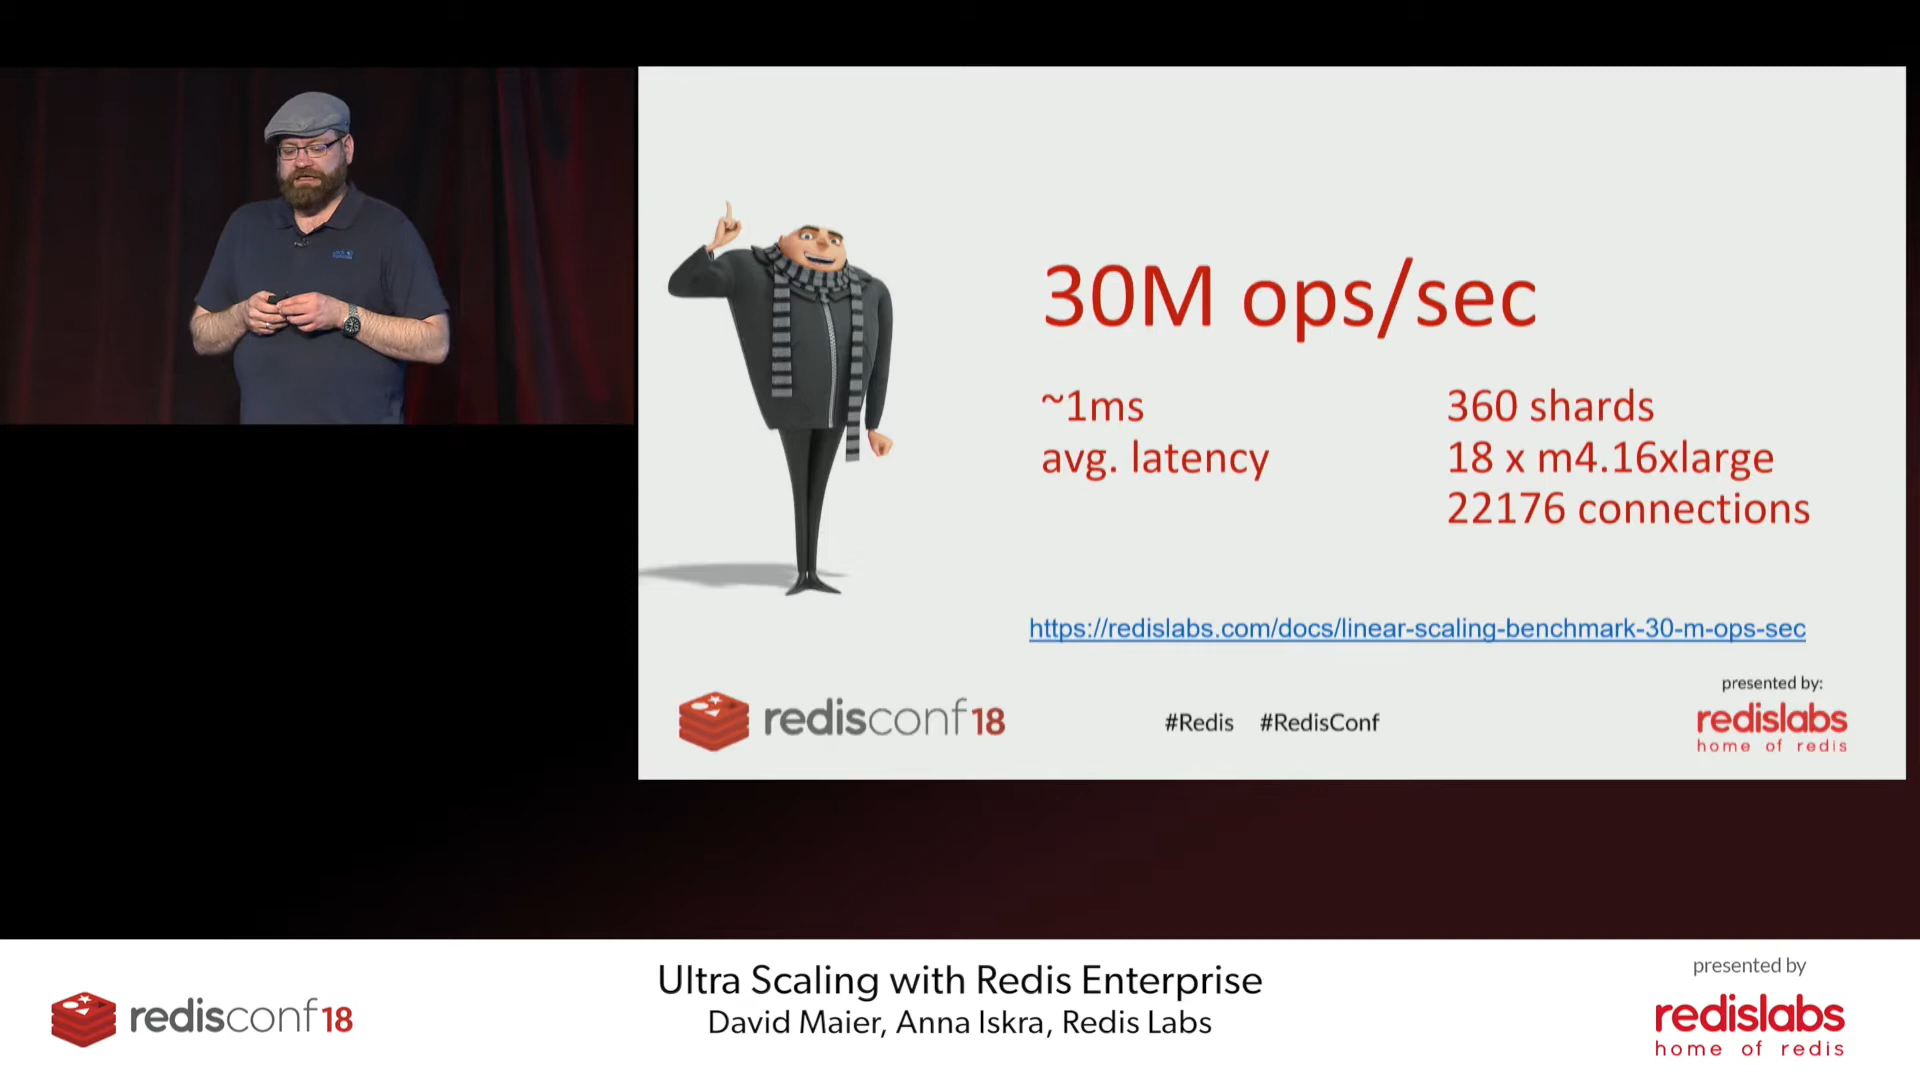 30M ops/sec
~1ms
avg. latency
360 shards
18 x m4.16xlarge
22176 connections
https://redislabs.com/docs/linear-scaling-benchmark-30-m-ops-sec
redisconf18
#Redis #RedisConf
presented by:
redislabs
home of redis
redisconf18
Ultra Scaling with Redis Enterprise
David Maier, Anna Iskra, Redis Labs
presented by
redislabs
home of redis